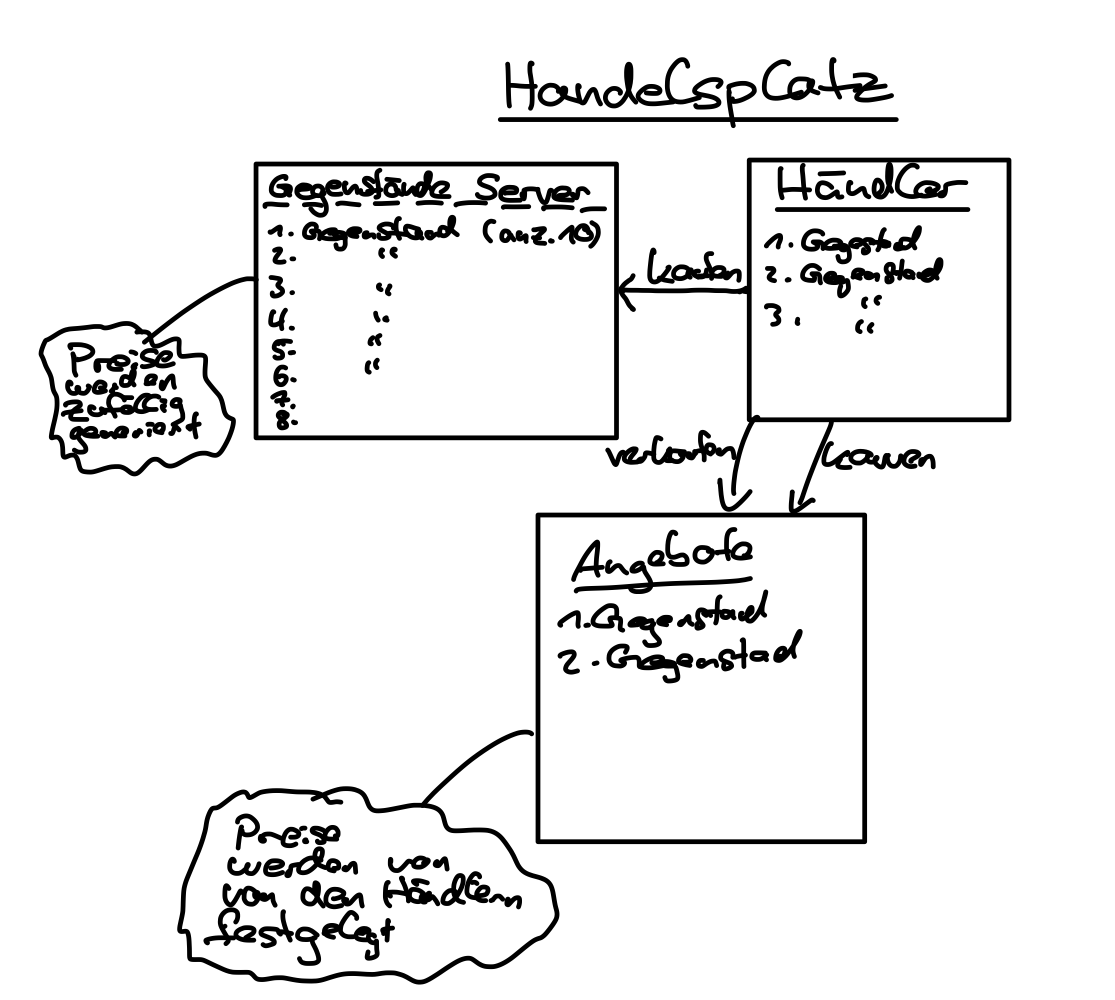 Handelsplatz
Gegenstände Server
1. Gegenstand (anz. 10)
2. "
3. "
4. "
5. "
6. "
7.
8.
Händler
1. Gegestad
2. Gegenstad
"
3. "
kaufen
Preise
werden
zufällig
generiert
verkaufen
kaufen
Angebote
1. Gegenstad
2. Gegenstad
Preise
werden von
von den Händlern
festgelegt